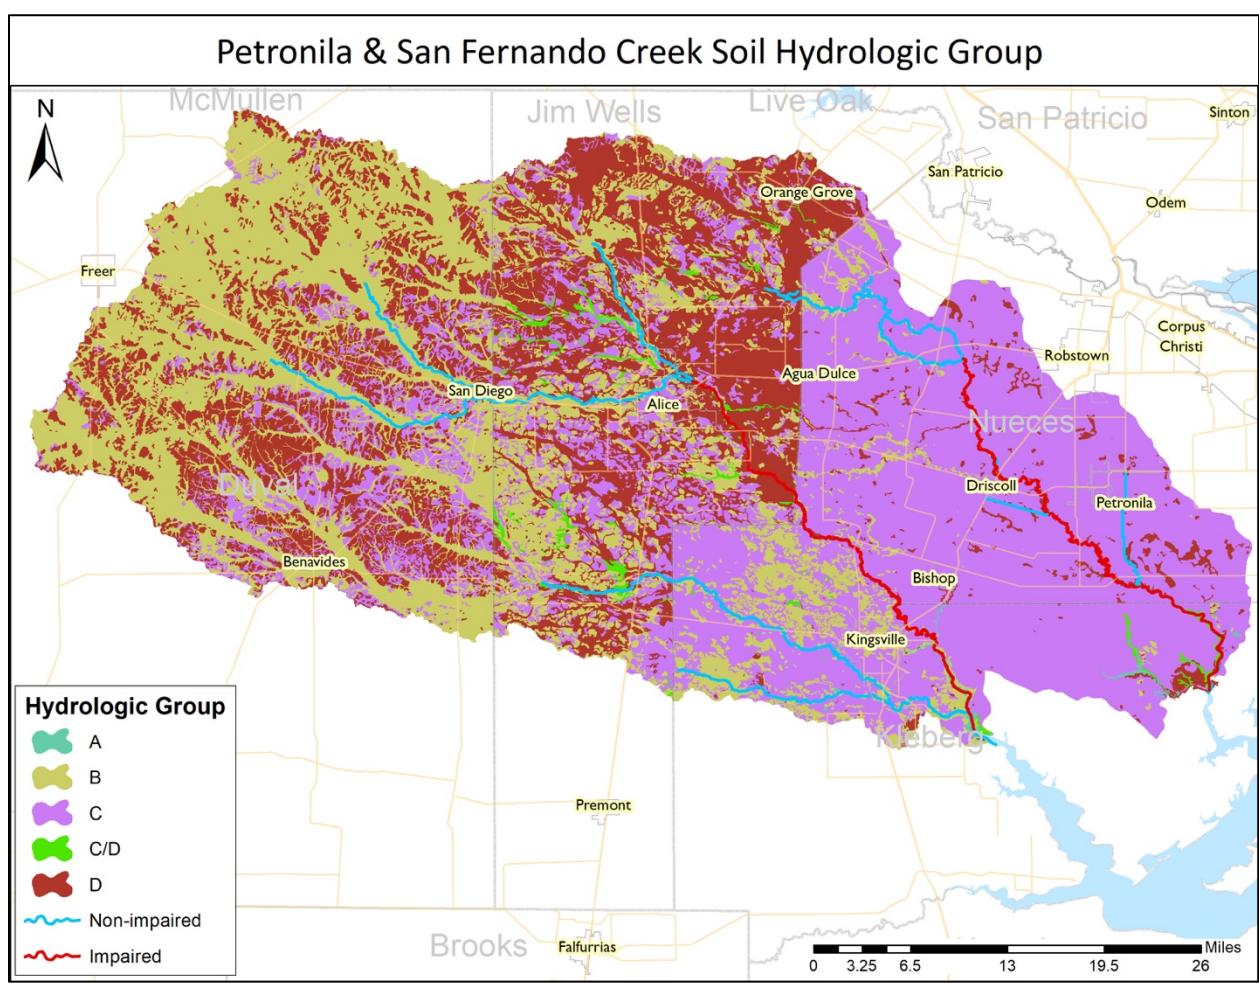 Petronila & San Fernando Creek Soil Hydrologic Group
N
McMullen
Jim Wells
Live Oak
San Patricio
Sinton
San Patricio
Orange Grove
Odem
Freer
Corpus
Christi
Robstown
Agua Dulce
San Diego
Alice
Nueces
Duval
Driscoll
Petronila
Benavides
Bishop
Kingsville
Kleberg
Hydrologic Group
A
B
C
C/D
D
Non-impaired
Impaired
Premont
Brooks
Falfurrias
Miles
0 3.25 6.5 13 19.5 26